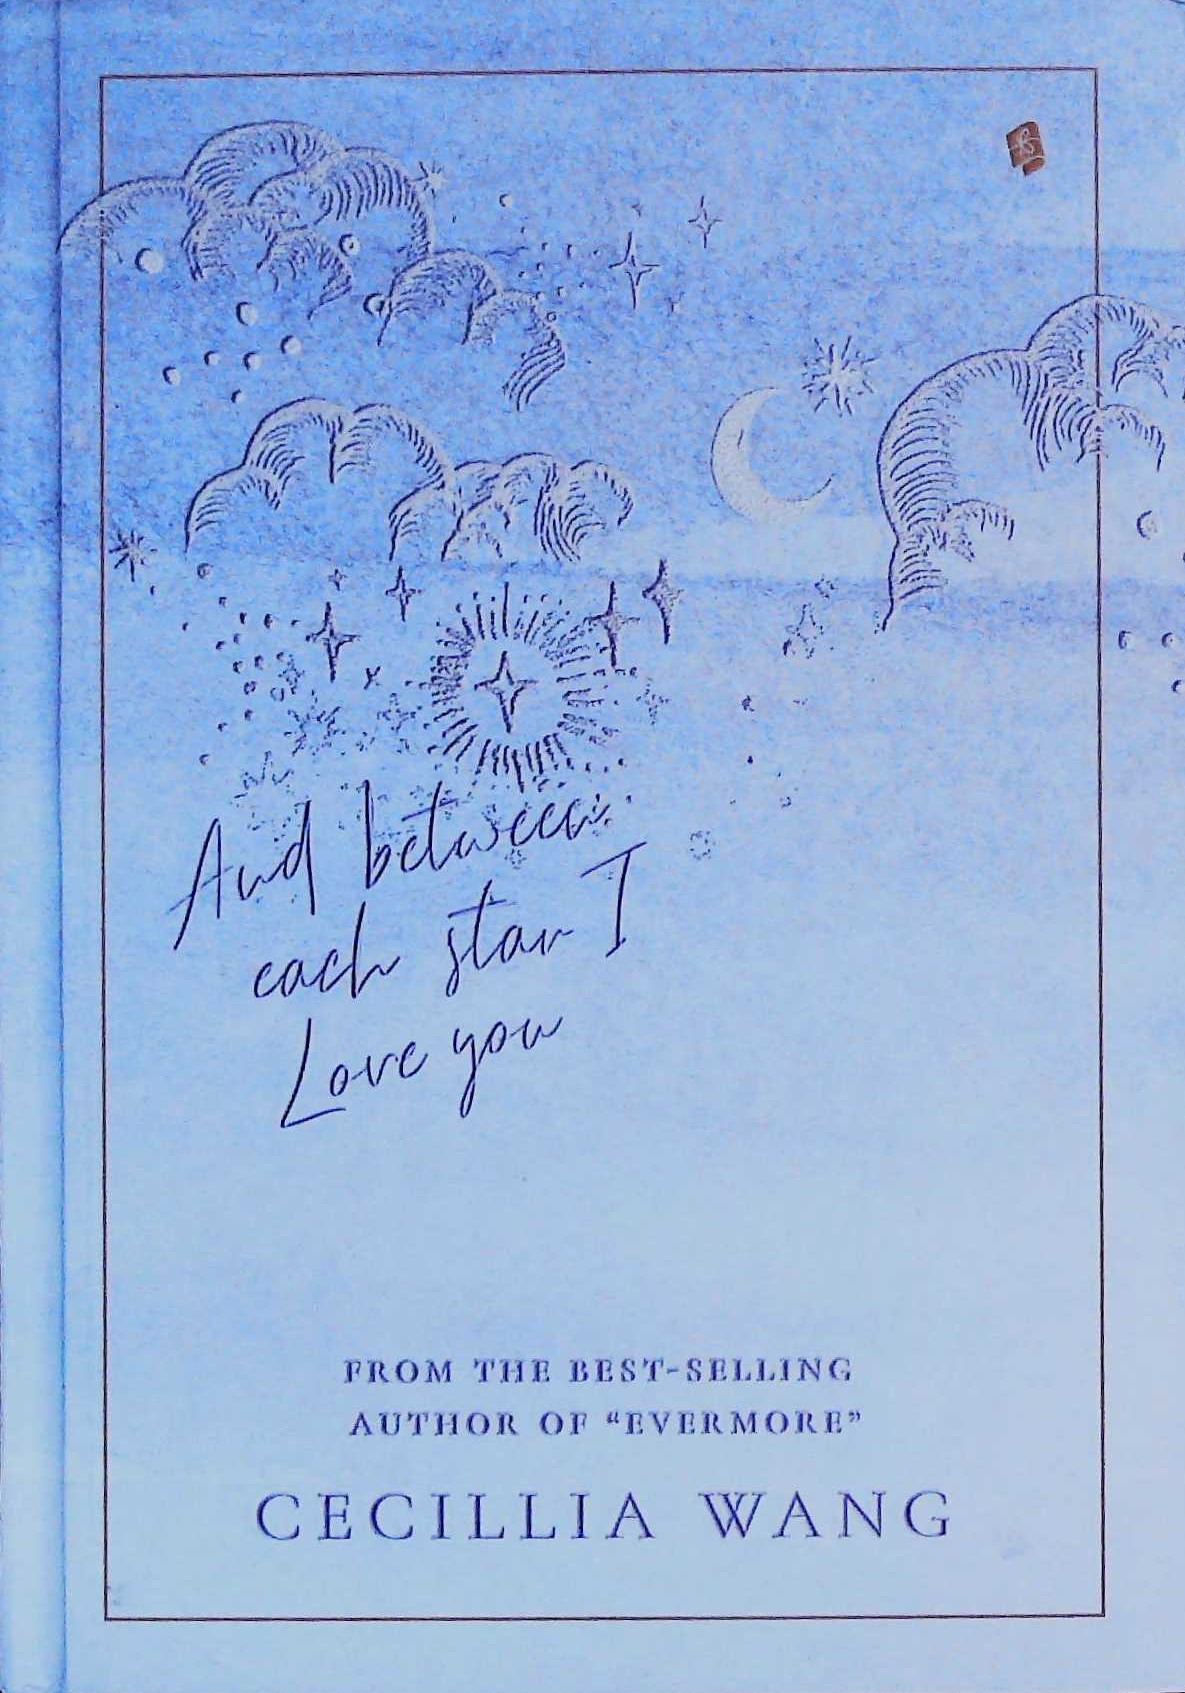 And between
each star I
Love you
FROM THE BEST-SELLING
AUTHOR OF “EVERMORE”
CECILLIA WANG